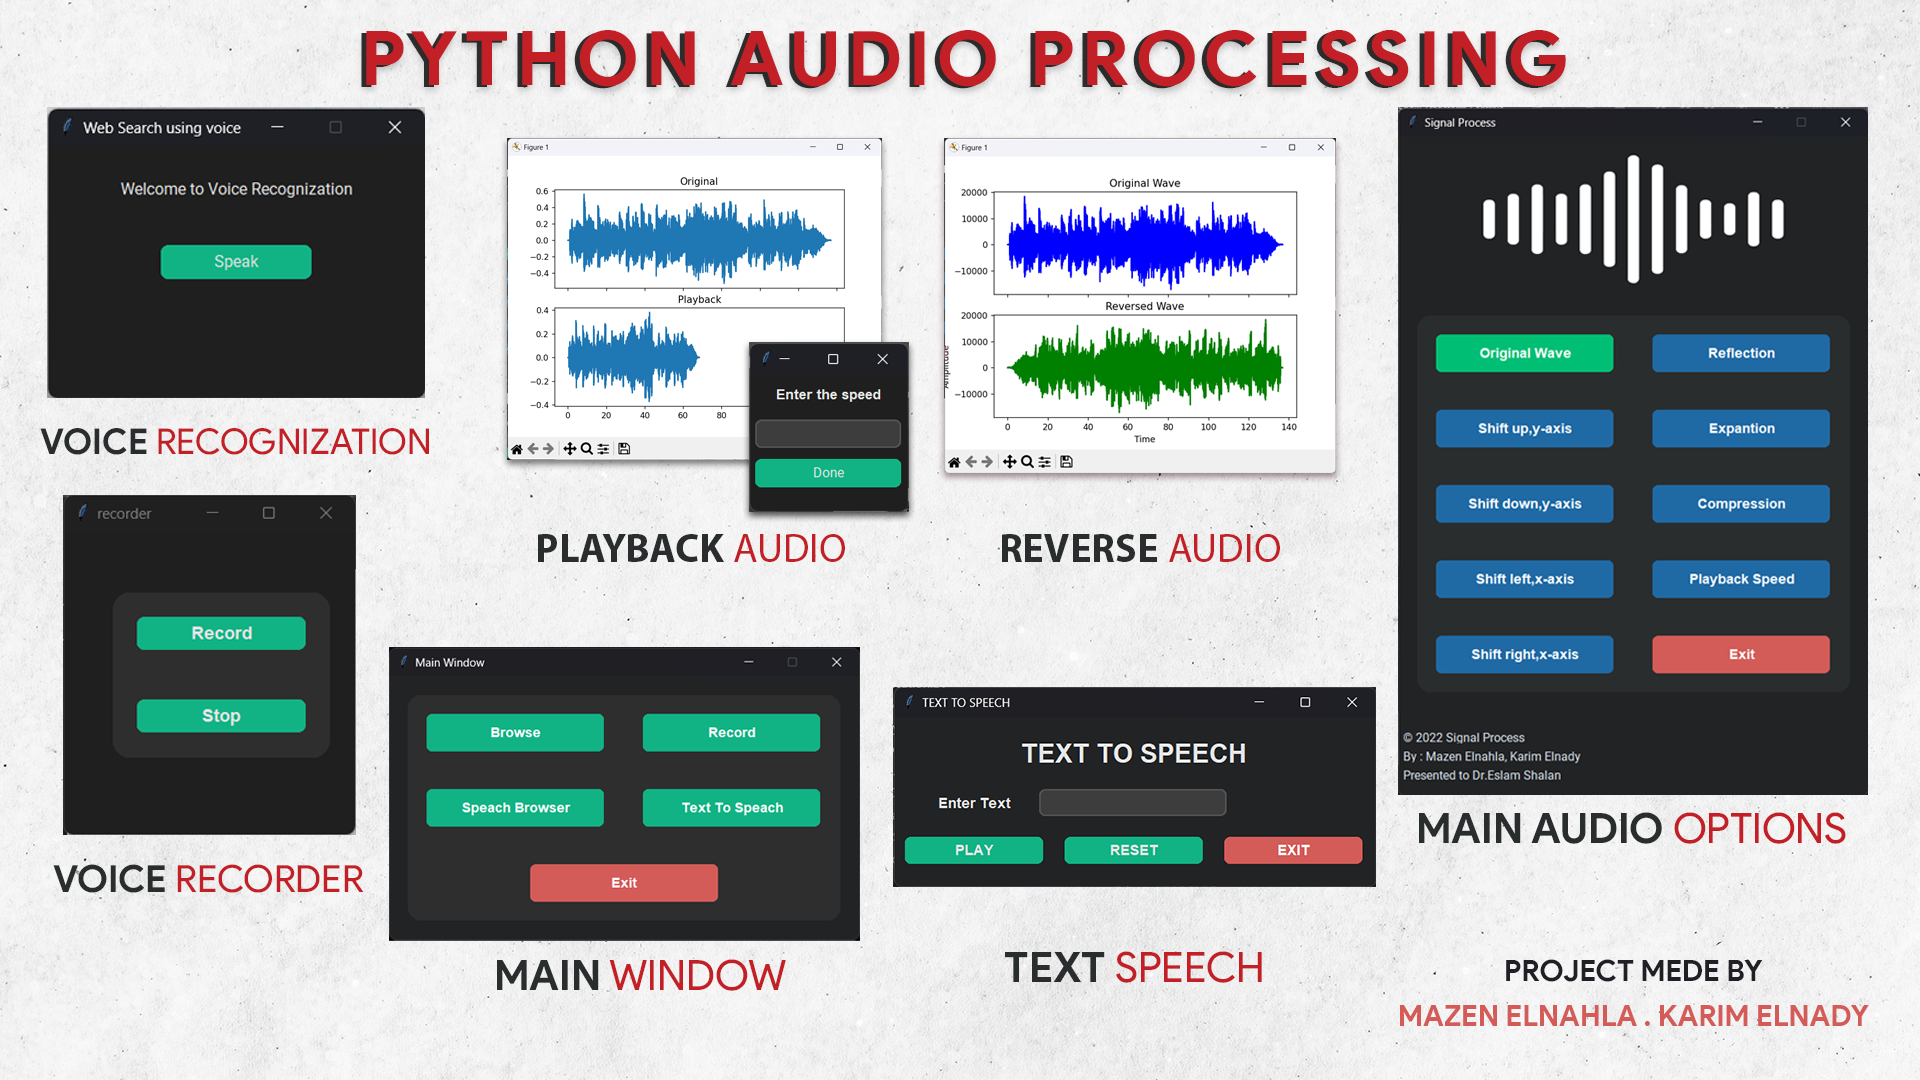 PYTHON AUDIO PROCESSING
Web Search using voice
Welcome to Voice Recognization
Speak
VOICE RECOGNIZATION
Figure 1
Original
0.6
0.4
0.2
0.0
−0.2
−0.4
Playback
0.4
0.2
0.0
−0.2
−0.4
0 20 40 60 80
Enter the speed
Done
PLAYBACK AUDIO
Figure 1
Original Wave
20000
10000
0
−10000
0 20 40 60 80 100 120 140
Reversed Wave
20000
10000
0
−10000
Amplitude
0 20 40 60 80 100 120 140
Time
REVERSE AUDIO
Signal Process
Original Wave
Reflection
Shift up,y-axis
Expantion
Shift down,y-axis
Compression
Shift left,x-axis
Playback Speed
Shift right,x-axis
Exit
© 2022 Signal Process
By : Mazen Elnahla, Karim Elnady
Presented to Dr.Eslam Shalan
MAIN AUDIO OPTIONS
recorder
Record
Stop
VOICE RECORDER
Main Window
Browse
Record
Speach Browser
Text To Speach
Exit
MAIN WINDOW
TEXT TO SPEECH
TEXT TO SPEECH
Enter Text
PLAY
RESET
EXIT
TEXT SPEECH
PROJECT MEDE BY
MAZEN ELNAHLA . KARIM ELNADY